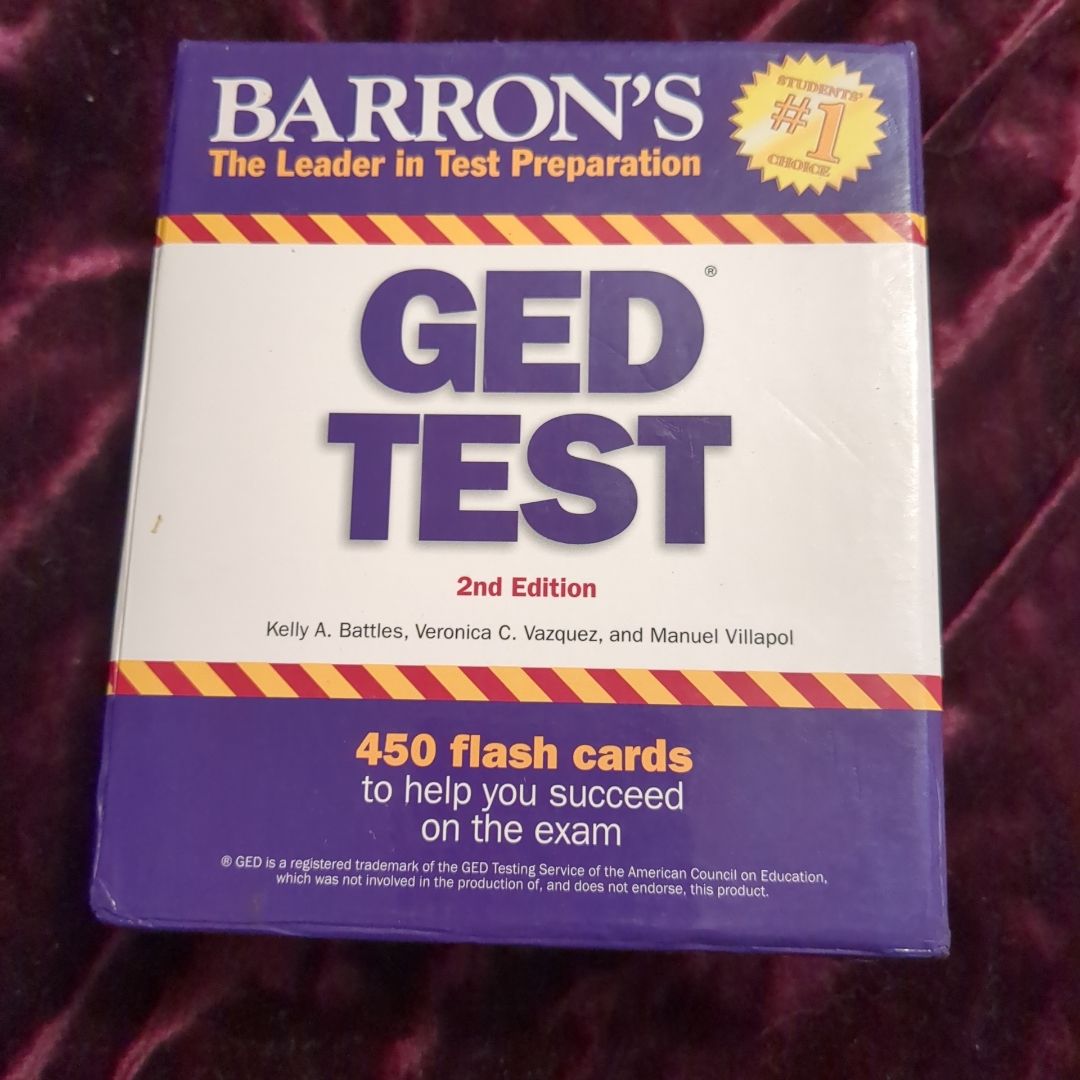 BARRON'S
The Leader in Test Preparation
STUDENTS'
#1
CHOICE
GED®
TEST
2nd Edition
Kelly A. Battles, Veronica C. Vazquez, and Manuel Villapol
450 flash cards
to help you succeed
on the exam
® GED is a registered trademark of the GED Testing Service of the American Council on Education,
which was not involved in the production of, and does not endorse, this product.